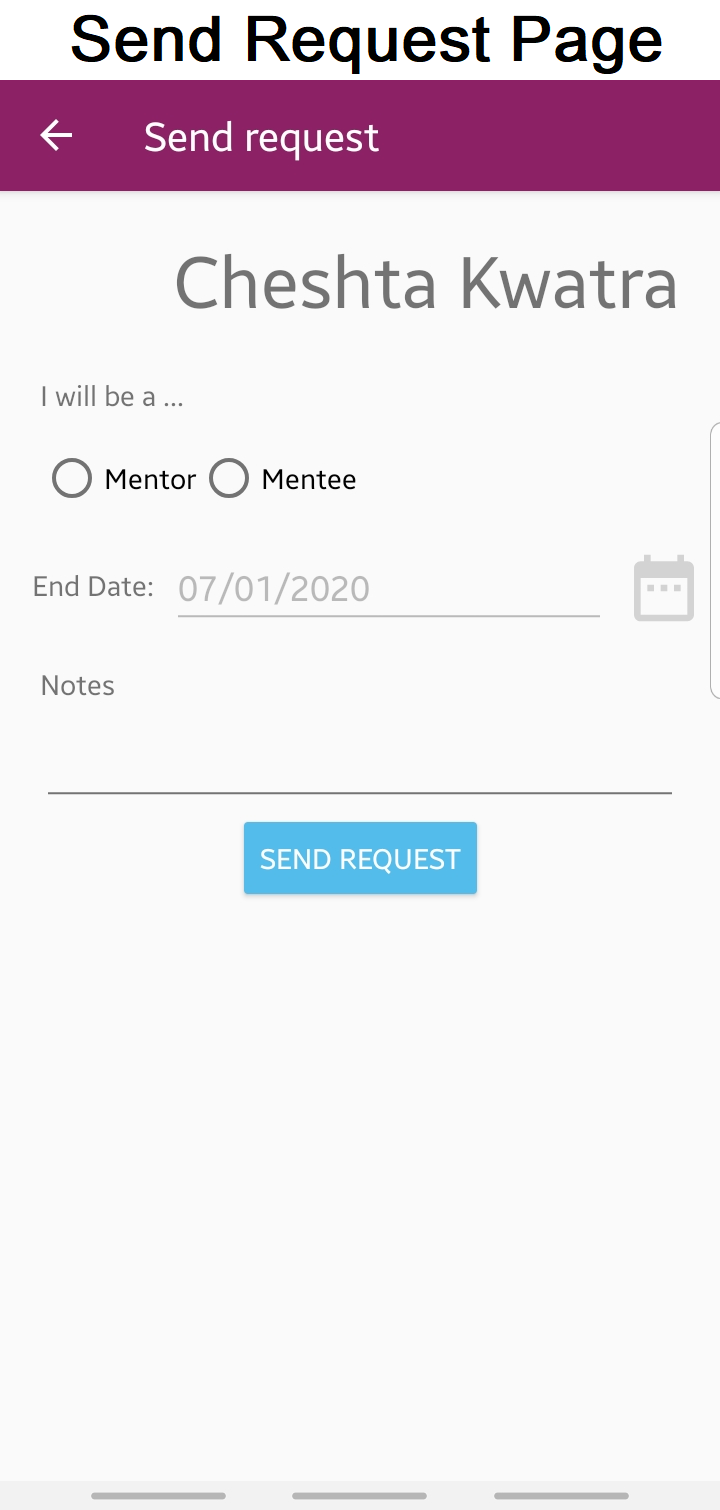 Send Request Page
Send request
Cheshta Kwatra
I will be a ...
Mentor Mentee
End Date: 07/01/2020
Notes
SEND REQUEST